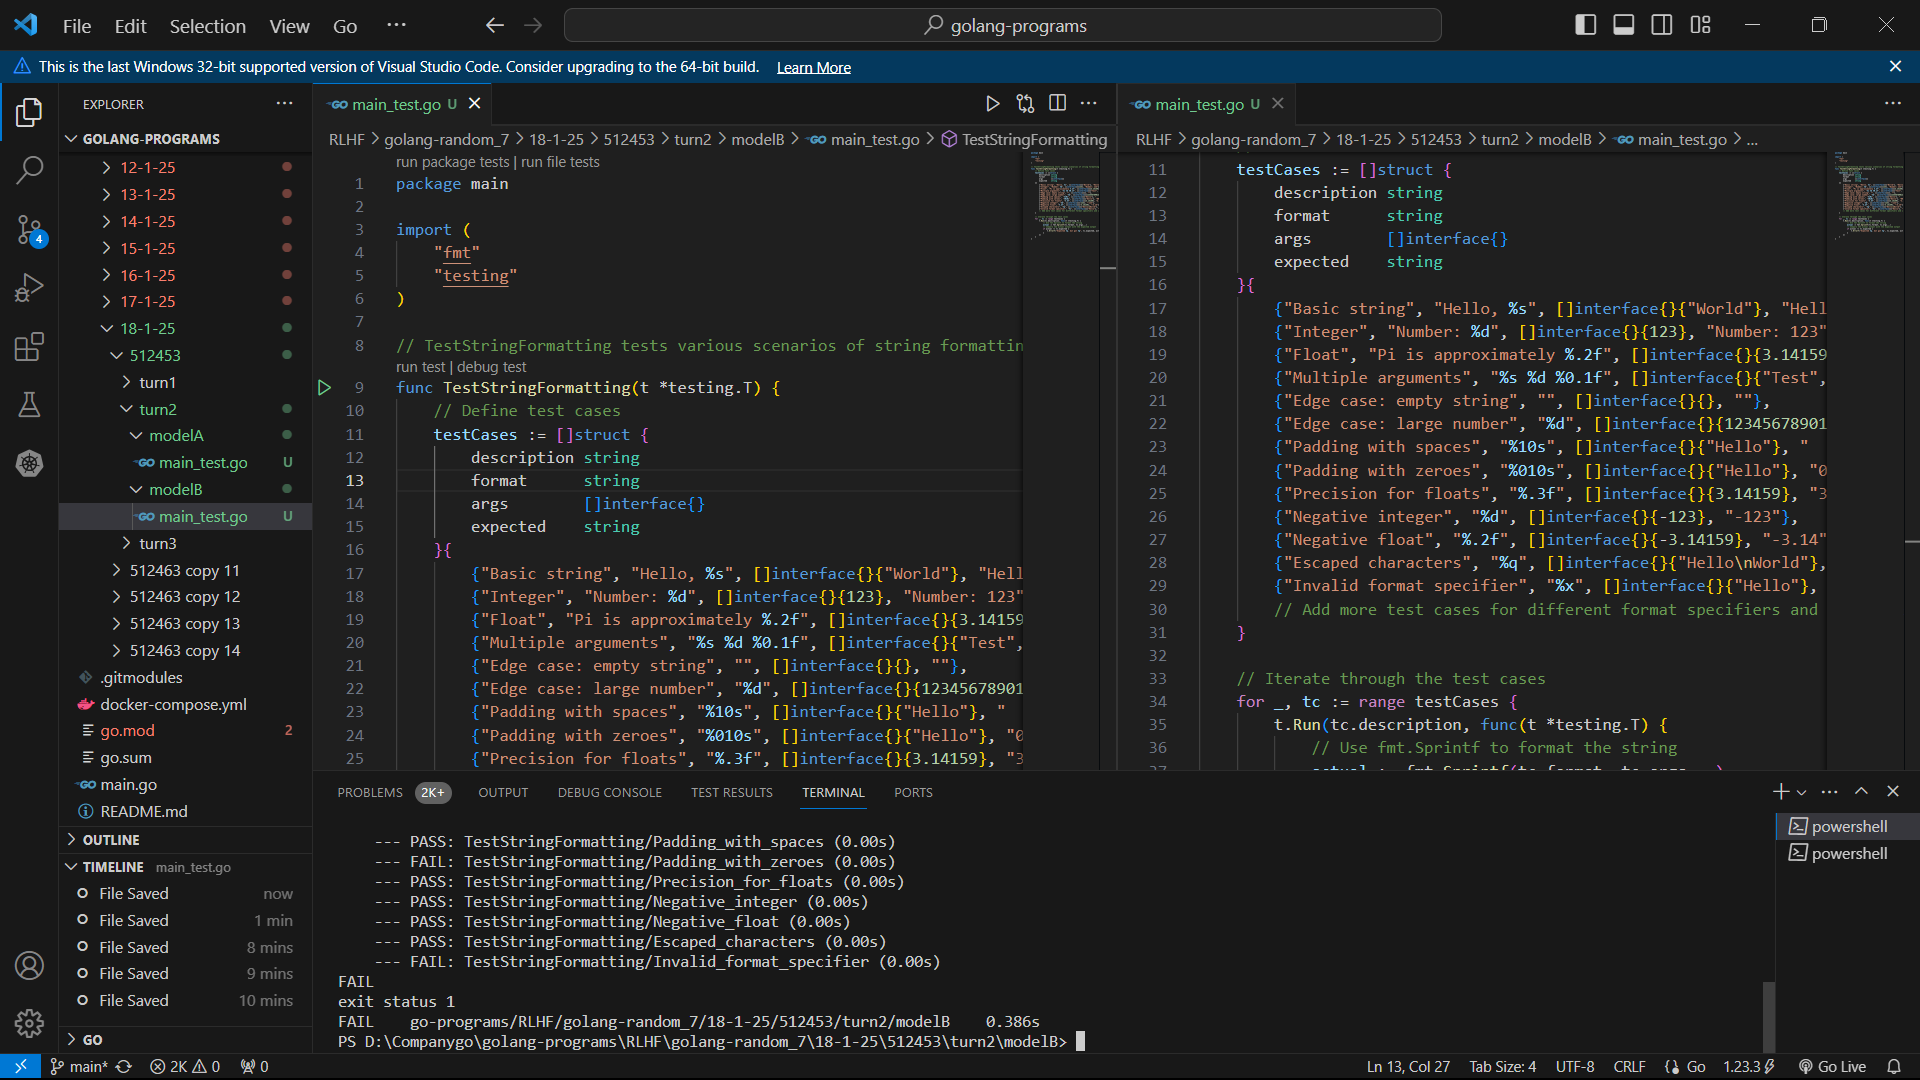 File Edit Selection View Go ···
golang-programs
This is the last Windows 32-bit supported version of Visual Studio Code. Consider upgrading to the 64-bit build. Learn More
EXPLORER
GOLANG-PROGRAMS
12-1-25
13-1-25
14-1-25
15-1-25
16-1-25
17-1-25
18-1-25
512453
turn1
turn2
modelA
main_test.go U
modelB
main_test.go U
turn3
512463 copy 11
512463 copy 12
512463 copy 13
512463 copy 14
.gitmodules
docker-compose.yml
go.mod 2
go.sum
main.go
README.md
OUTLINE
TIMELINE main_test.go
File Saved now
File Saved 1 min
File Saved 8 mins
File Saved 9 mins
File Saved 10 mins
GO
4
main_test.go U
RLHF > golang-random_7 > 18-1-25 > 512453 > turn2 > modelB > main_test.go > TestStringFormatting
run package tests | run file tests
1 package main
2
3 import (
4 "fmt"
5 "testing"
6 )
7
8 // TestStringFormatting tests various scenarios of string formattin
run test | debug test
9 func TestStringFormatting(t *testing.T) {
10 // Define test cases
11 testCases := []struct {
12 description string
13 format string
14 args []interface{}
15 expected string
16 }{
17 {"Basic string", "Hello, %s", []interface{}{"World"}, "Hell
18 {"Integer", "Number: %d", []interface{}{123}, "Number: 123"
19 {"Float", "Pi is approximately %.2f", []interface{}{3.14159
20 {"Multiple arguments", "%s %d %0.1f", []interface{}{"Test",
21 {"Edge case: empty string", "", []interface{}{}, ""},
22 {"Edge case: large number", "%d", []interface{}{12345678901
23 {"Padding with spaces", "%10s", []interface{}{"Hello"}, "
24 {"Padding with zeroes", "%010s", []interface{}{"Hello"}, "0
25 {"Precision for floats", "%.3f", []interface{}{3.14159}, "3
main_test.go U
RLHF > golang-random_7 > 18-1-25 > 512453 > turn2 > modelB > main_test.go > ...
11 testCases := []struct {
12 description string
13 format string
14 args []interface{}
15 expected string
16 }{
17 {"Basic string", "Hello, %s", []interface{}{"World"}, "Hell
18 {"Integer", "Number: %d", []interface{}{123}, "Number: 123"
19 {"Float", "Pi is approximately %.2f", []interface{}{3.14159
20 {"Multiple arguments", "%s %d %0.1f", []interface{}{"Test",
21 {"Edge case: empty string", "", []interface{}{}, ""},
22 {"Edge case: large number", "%d", []interface{}{12345678901
23 {"Padding with spaces", "%10s", []interface{}{"Hello"}, "
24 {"Padding with zeroes", "%010s", []interface{}{"Hello"}, "0
25 {"Precision for floats", "%.3f", []interface{}{3.14159}, "3
26 {"Negative integer", "%d", []interface{}{-123}, "-123"},
27 {"Negative float", "%.2f", []interface{}{-3.14159}, "-3.14"
28 {"Escaped characters", "%q", []interface{}{"Hello\nWorld"},
29 {"Invalid format specifier", "%x", []interface{}{"Hello"},
30 // Add more test cases for different format specifiers and
31 }
32
33 // Iterate through the test cases
34 for _, tc := range testCases {
35 t.Run(tc.description, func(t *testing.T) {
36 // Use fmt.Sprintf to format the string
PROBLEMS 2K+ OUTPUT DEBUG CONSOLE TEST RESULTS TERMINAL PORTS
--- PASS: TestStringFormatting/Padding_with_spaces (0.00s)
--- FAIL: TestStringFormatting/Padding_with_zeroes (0.00s)
--- PASS: TestStringFormatting/Precision_for_floats (0.00s)
--- PASS: TestStringFormatting/Negative_integer (0.00s)
--- PASS: TestStringFormatting/Negative_float (0.00s)
--- PASS: TestStringFormatting/Escaped_characters (0.00s)
--- FAIL: TestStringFormatting/Invalid_format_specifier (0.00s)
FAIL
exit status 1
FAIL go-programs/RLHF/golang-random_7/18-1-25/512453/turn2/modelB 0.386s
PS D:\Companygo\golang-programs\RLHF\golang-random_7\18-1-25\512453\turn2\modelB>
powershell
powershell
main* 2K 0 0 Ln 13, Col 27 Tab Size: 4 UTF-8 CRLF {} Go 1.23.3 Go Live